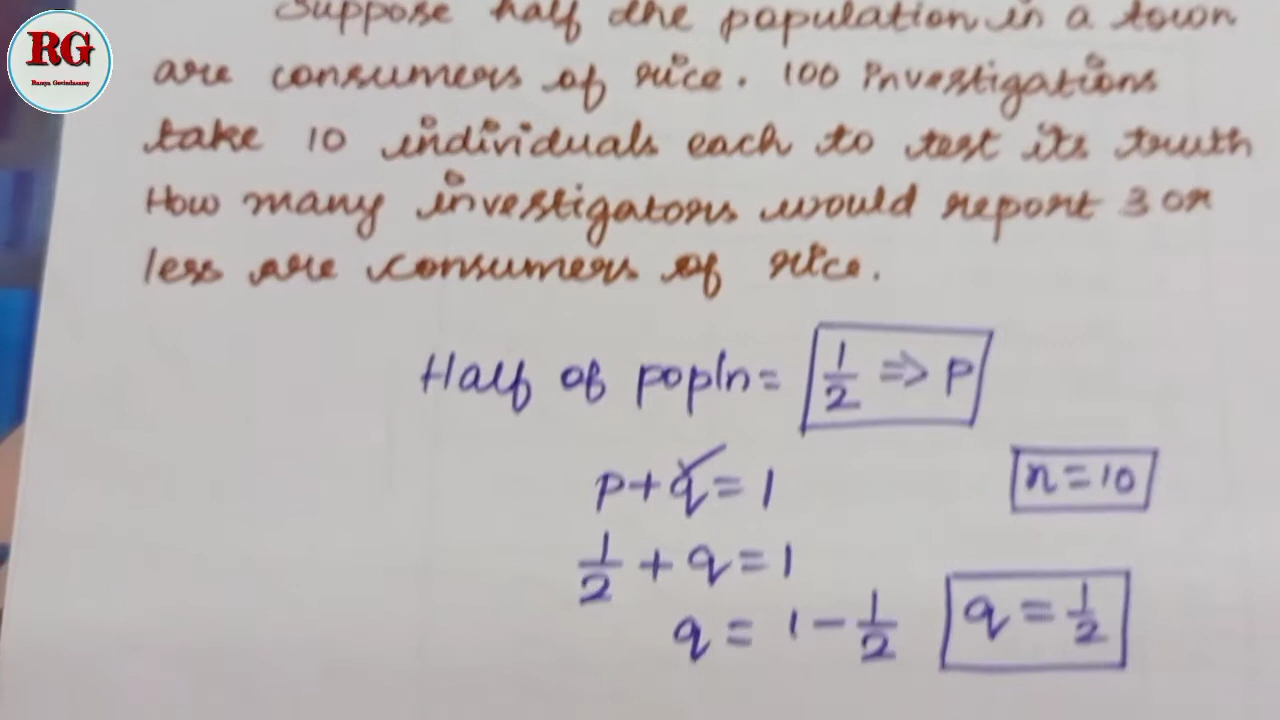 RG
Ramya Govindasamy
Suppose half the population in a town
are consumers of rice. 100 investigations
take 10 individuals each to test its truth
How many investigators would report 3 or
less are consumers of rice.
Half of popln = 1/2 => P
P + q = 1
n = 10
1/2 + q = 1
q = 1 - 1/2
q = 1/2